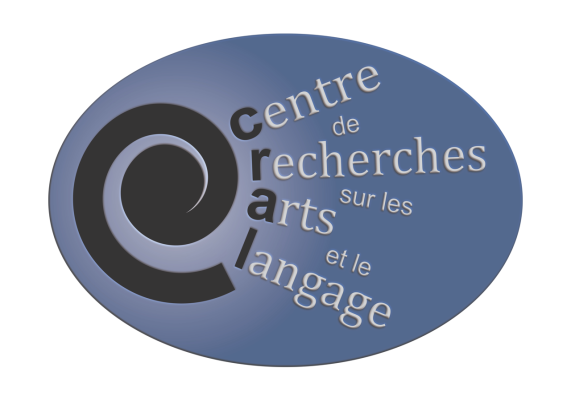 centre
de
recherches
sur les
arts
et le
langage